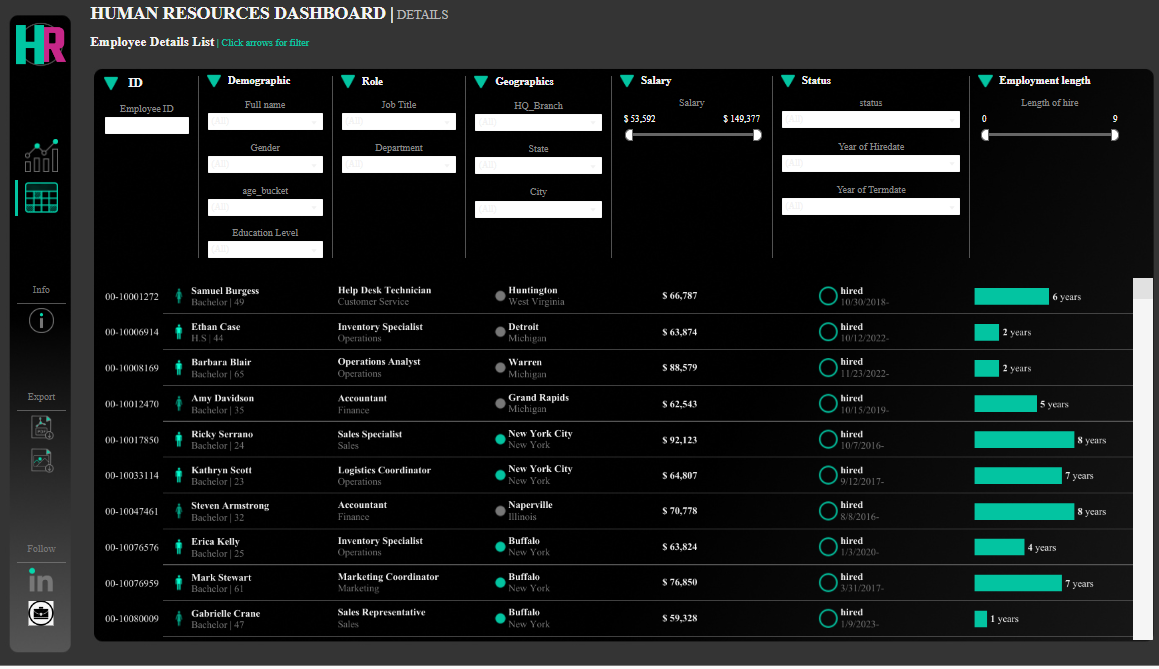 HR
HUMAN RESOURCES DASHBOARD | DETAILS
Employee Details List | Click arrows for filter
ID
Employee ID
Demographic
Full name
(All)
Gender
(All)
age_bucket
(All)
Education Level
(All)
Role
Job Title
(All)
Department
(All)
Geographics
HQ_Branch
(All)
State
(All)
City
(All)
Salary
Salary
$ 53,592 $ 149,377
Status
status
(All)
Year of Hiredate
(All)
Year of Termdate
(All)
Employment length
Length of hire
0 9
Info
i
Export
Follow
in
00-10001272 Samuel Burgess Help Desk Technician Huntington $ 66,787 hired 6 years
Bachelor | 49 Customer Service West Virginia 10/30/2018-
00-10006914 Ethan Case Inventory Specialist Detroit $ 63,874 hired 2 years
H.S | 44 Operations Michigan 10/12/2022-
00-10008169 Barbara Blair Operations Analyst Warren $ 88,579 hired 2 years
Bachelor | 65 Operations Michigan 11/23/2022-
00-10012470 Amy Davidson Accountant Grand Rapids $ 62,543 hired 5 years
Bachelor | 35 Finance Michigan 10/15/2019-
00-10017850 Ricky Serrano Sales Specialist New York City $ 92,123 hired 8 years
Bachelor | 24 Sales New York 10/7/2016-
00-10033114 Kathryn Scott Logistics Coordinator New York City $ 64,807 hired 7 years
Bachelor | 23 Operations New York 9/12/2017-
00-10047461 Steven Armstrong Accountant Naperville $ 70,778 hired 8 years
Bachelor | 32 Finance Illinois 8/8/2016-
00-10076576 Erica Kelly Inventory Specialist Buffalo $ 63,824 hired 4 years
Bachelor | 25 Operations New York 1/3/2020-
00-10076959 Mark Stewart Marketing Coordinator Buffalo $ 76,850 hired 7 years
Bachelor | 61 Marketing New York 3/31/2017-
00-10080009 Gabrielle Crane Sales Representative Buffalo $ 59,328 hired 1 years
Bachelor | 47 Sales New York 1/9/2023-